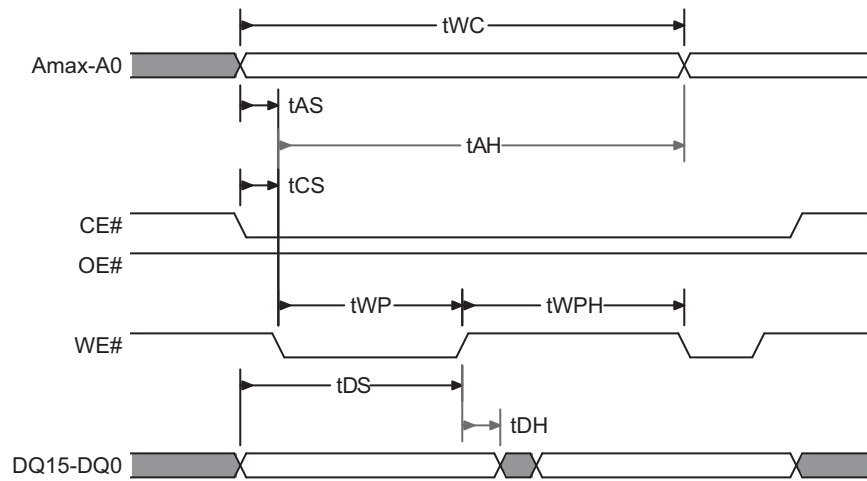 tWC
Amax-A0
tAS
tAH
tCS
CE#
OE#
tWP
tWPH
WE#
tDS
tDH
DQ15-DQ0